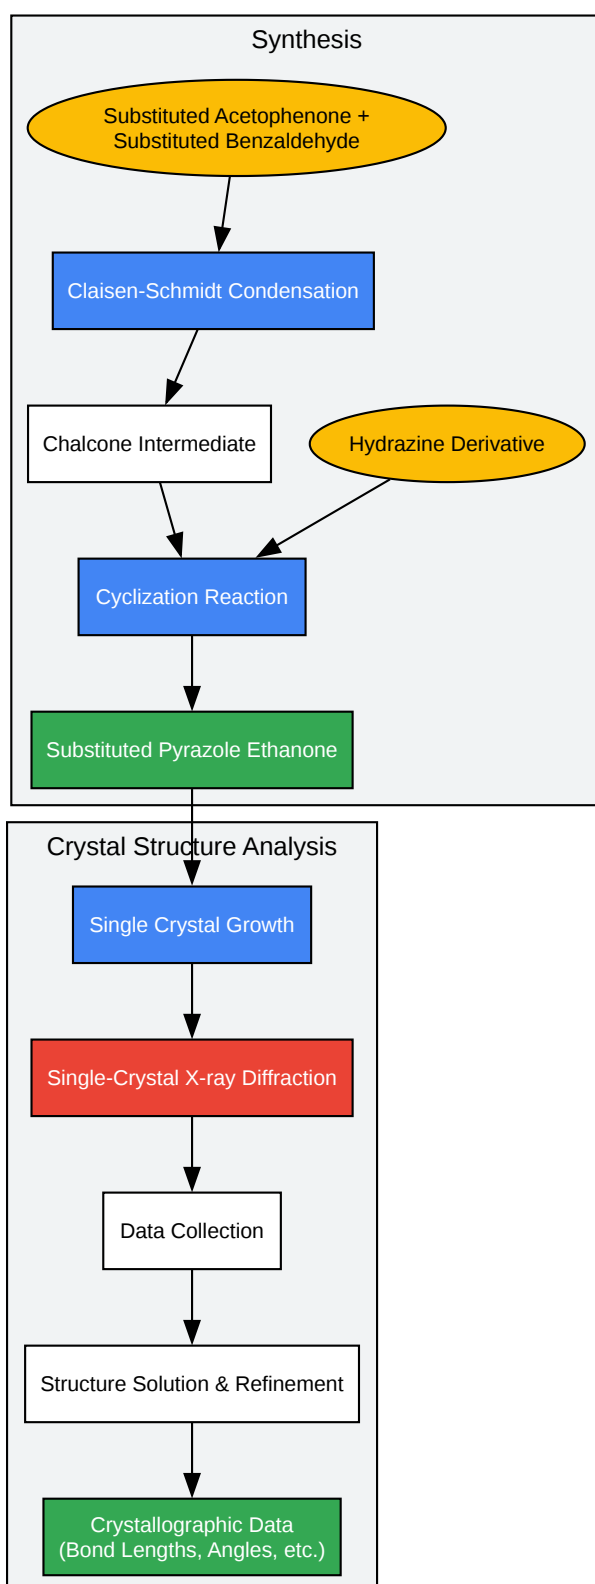 Synthesis
Substituted Acetophenone +
Substituted Benzaldehyde
Claisen-Schmidt Condensation
Chalcone Intermediate
Hydrazine Derivative
Cyclization Reaction
Substituted Pyrazole Ethanone
Crystal Structure Analysis
Single Crystal Growth
Single-Crystal X-ray Diffraction
Data Collection
Structure Solution & Refinement
Crystallographic Data
(Bond Lengths, Angles, etc.)